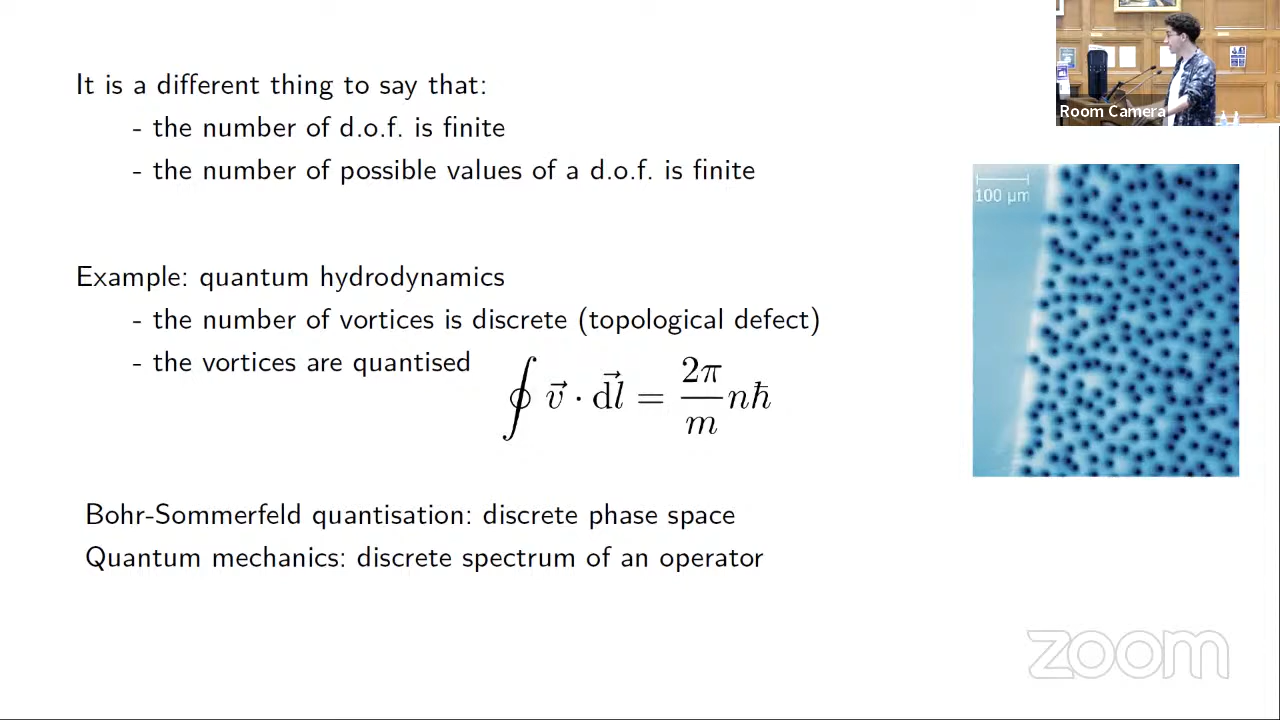 It is a different thing to say that:
- the number of d.o.f. is finite
- the number of possible values of a d.o.f. is finite
Example: quantum hydrodynamics
- the number of vortices is discrete (topological defect)
- the vortices are quantised
∮ v⃗ · dl⃗ = 2π/m nħ
Bohr-Sommerfeld quantisation: discrete phase space
Quantum mechanics: discrete spectrum of an operator
Room Camera
100 µm
zoom